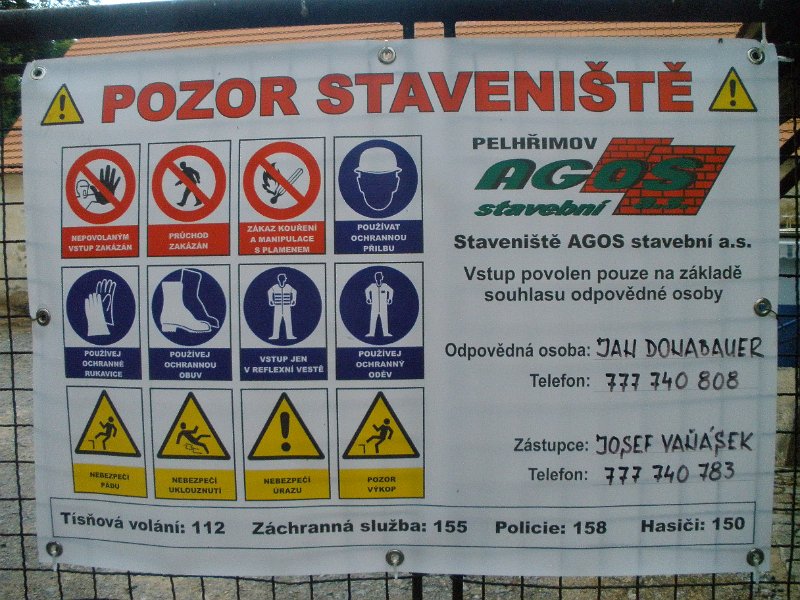 POZOR STAVENIŠTĚ
NEPOVOLANÝM
VSTUP ZAKÁZÁN
PRŮCHOD
ZAKÁZÁN
ZÁKAZ KOUŘENÍ
A MANIPULACE
S PLAMENEM
POUŽÍVAT
OCHRANNOU
PŘILBU
POUŽÍVEJ
OCHRANNÉ
RUKAVICE
POUŽÍVEJ
OCHRANNOU
OBUV
VSTUP JEN
V REFLEXNÍ VESTĚ
POUŽÍVEJ
OCHRANNÝ
ODĚV
NEBEZPEČÍ
PÁDU
NEBEZPEČÍ
UKLOUZNUTÍ
NEBEZPEČÍ
ÚRAZU
POZOR
VÝKOP
PELHŘIMOV
AGOS
stavební a.s.
Staveniště AGOS stavební a.s.
Vstup povolen pouze na základě
souhlasu odpovědné osoby
Odpovědná osoba: JAN DONABAUER
Telefon: 777 740 808
Zástupce: JOSEF VAŇÁSEK
Telefon: 777 740 783
Tísňová volání: 112 Záchranná služba: 155 Policie: 158 Hasiči: 150